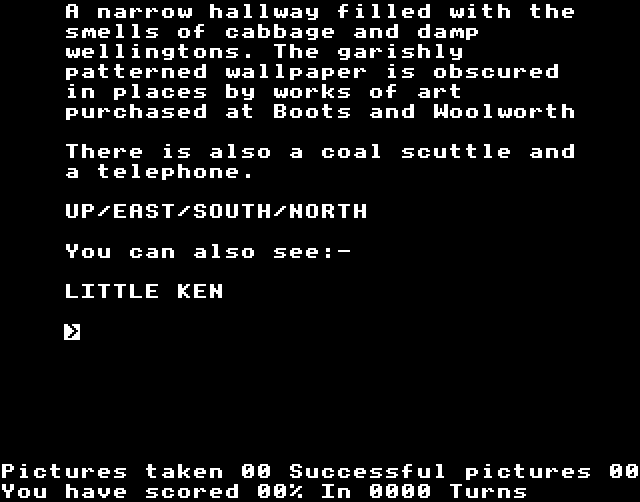 A narrow hallway filled with the
smells of cabbage and damp
wellingtons. The garishly
patterned wallpaper is obscured
in places by works of art
purchased at Boots and Woolworth
There is also a coal scuttle and
a telephone.
UP/EAST/SOUTH/NORTH
You can also see:-
LITTLE KEN
>
Pictures taken 00 Successful pictures 00
You have scored 00% In 0000 Turns